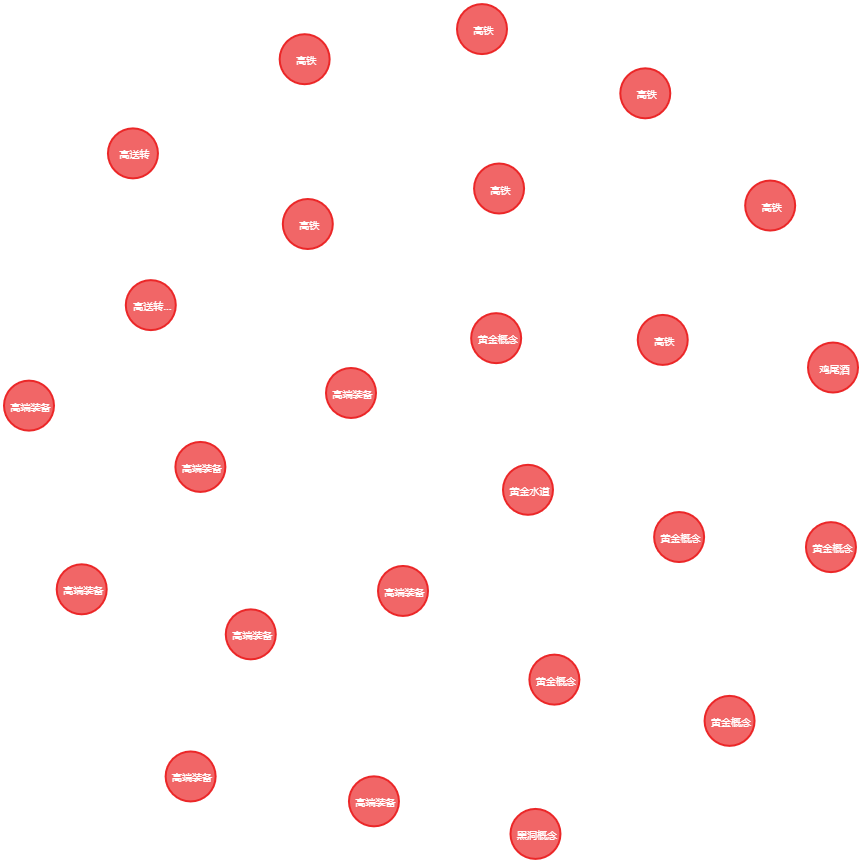 高铁
高铁
高铁
高送转
高铁
高铁
高铁
高送转...
黄金概念
高铁
鸡尾酒
高端装备
高端装备
高端装备
黄金水道
黄金概念
黄金概念
高端装备
高端装备
高端装备
黄金概念
黄金概念
高端装备
高端装备
黑洞概念